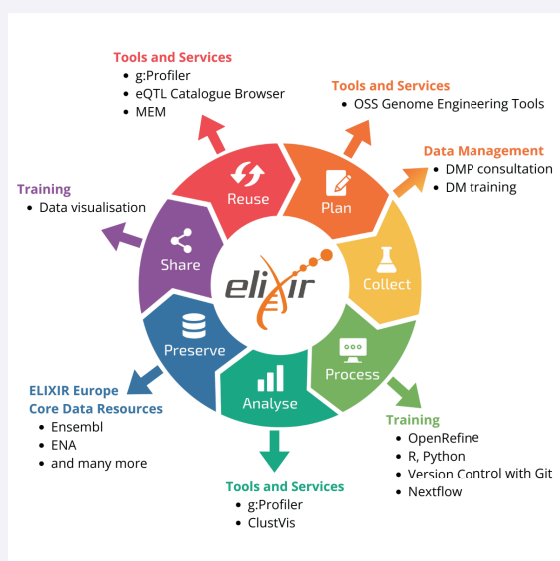 Tools and Services
• g:Profiler
• eQTL Catalogue Browser
• MEM
Tools and Services
• OSS Genome Engineering Tools
Data Management
• DMP consultation
• DM training
Training
• Data visualisation
Reuse
Plan
Share
Collect
elixir
Preserve
Process
Analyse
ELIXIR Europe
Core Data Resources
• Ensembl
• ENA
• and many more
Training
• OpenRefine
• R, Python
• Version Control with Git
• Nextflow
Tools and Services
• g:Profiler
• ClustVis